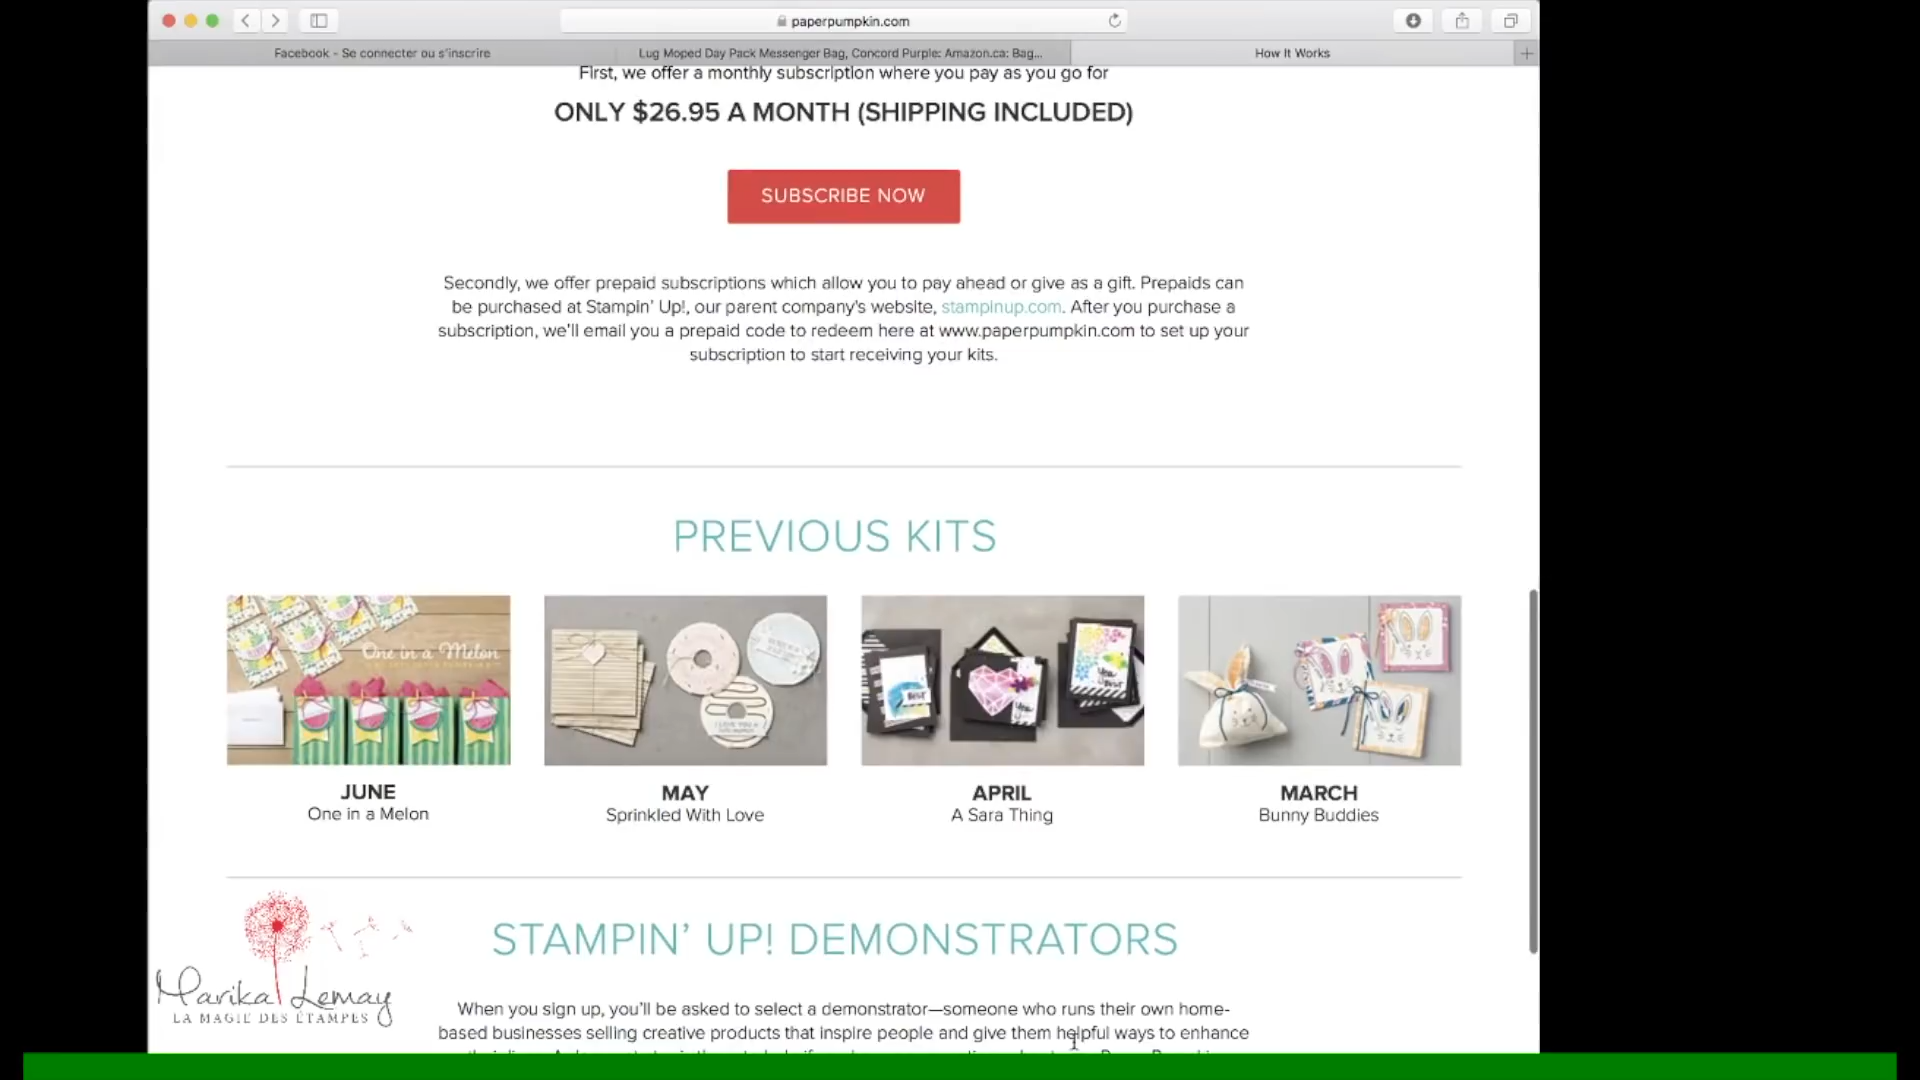 paperpumpkin.com
Facebook - Se connecter ou s'inscrire
Lug Moped Day Pack Messenger Bag, Concord Purple: Amazon.ca: Bag...
How It Works
First, we offer a monthly subscription where you pay as you go for
ONLY $26.95 A MONTH (SHIPPING INCLUDED)
SUBSCRIBE NOW
Secondly, we offer prepaid subscriptions which allow you to pay ahead or give as a gift. Prepaids can
be purchased at Stampin' Up!, our parent company's website, stampinup.com. After you purchase a
subscription, we'll email you a prepaid code to redeem here at www.paperpumpkin.com to set up your
subscription to start receiving your kits.
PREVIOUS KITS
One in a Melon
JUNE
One in a Melon
MAY
Sprinkled With Love
APRIL
A Sara Thing
MARCH
Bunny Buddies
STAMPIN' UP! DEMONSTRATORS
Marika Lemay
LA MAGIE DES ÉTAMPES
When you sign up, you'll be asked to select a demonstrator—someone who runs their own home-
based businesses selling creative products that inspire people and give them helpful ways to enhance